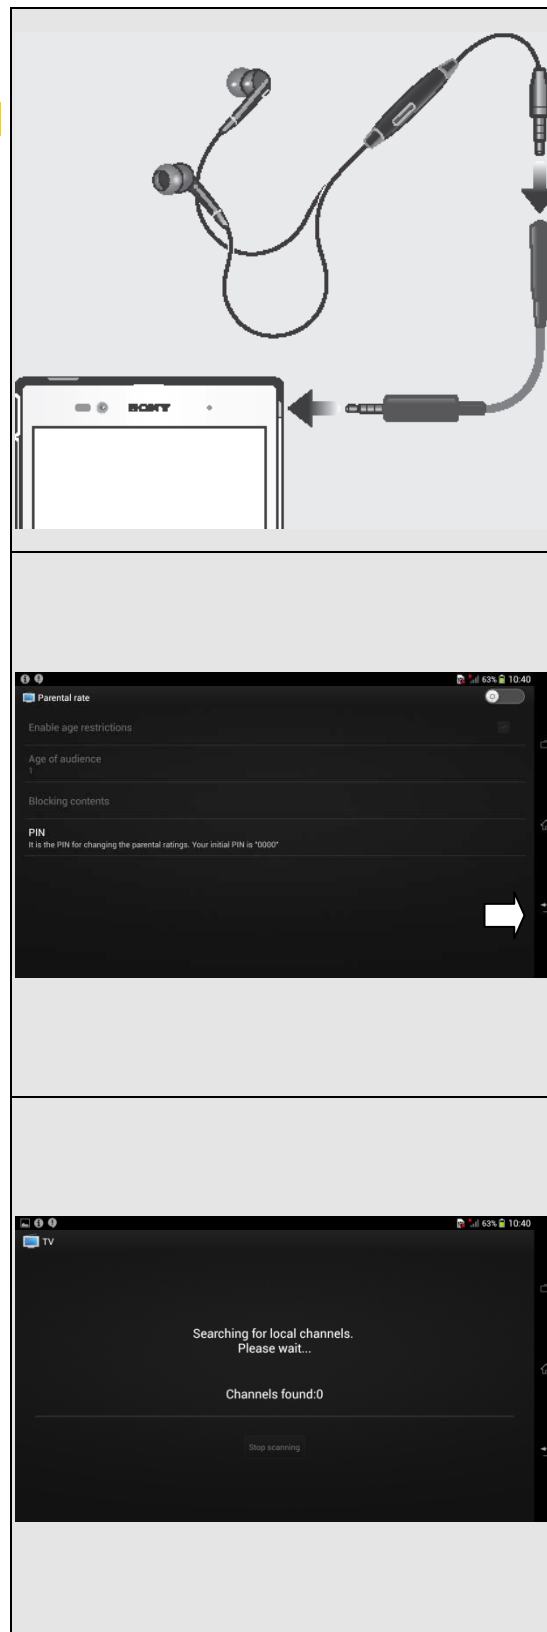 SONY
63% 10:40
Parental rate
Enable age restrictions
Age of audience
1
Blocking contents
PIN
It is the PIN for changing the parental ratings. Your initial PIN is "0000"
63% 10:40
TV
Searching for local channels.
Please wait...
Channels found:0
Stop scanning